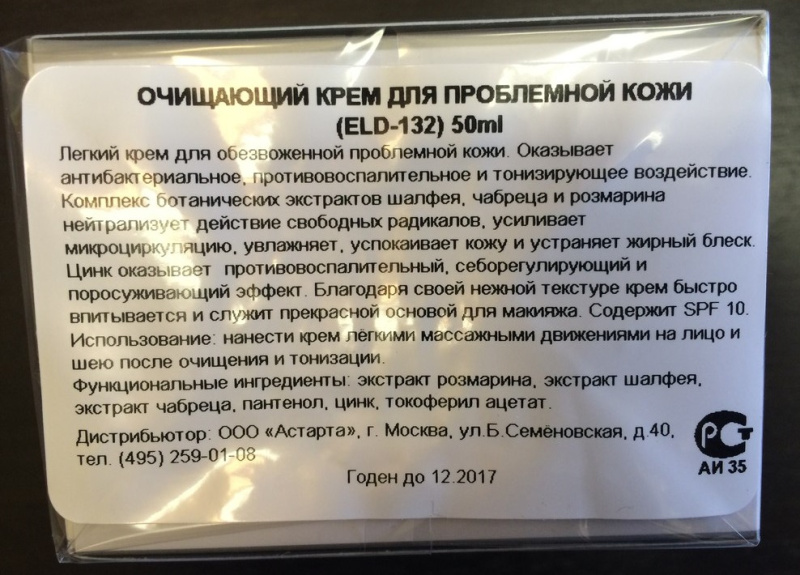 ОЧИЩАЮЩИЙ КРЕМ ДЛЯ ПРОБЛЕМНОЙ КОЖИ
(ELD-132) 50ml
Легкий крем для обезвоженной проблемной кожи. Оказывает
антибактериальное, противовоспалительное и тонизирующее воздействие.
Комплекс ботанических экстрактов шалфея, чабреца и розмарина
нейтрализует действие свободных радикалов, усиливает
микроциркуляцию, увлажняет, успокаивает кожу и устраняет жирный блеск.
Цинк оказывает противовоспалительный, себорегулирующий и
поросуживающий эффект. Благодаря своей нежной текстуре крем быстро
впитывается и служит прекрасной основой для макияжа. Содержит SPF 10.
Использование: нанести крем лёгкими массажными движениями на лицо и
шею после очищения и тонизации.
Функциональные ингредиенты: экстракт розмарина, экстракт шалфея,
экстракт чабреца, пантенол, цинк, токоферил ацетат.
Дистрибьютор: ООО «Астарта», г. Москва, ул.Б.Семёновская, д.40,
тел. (495) 259-01-08
РСТ
АИ 35
Годен до 12.2017